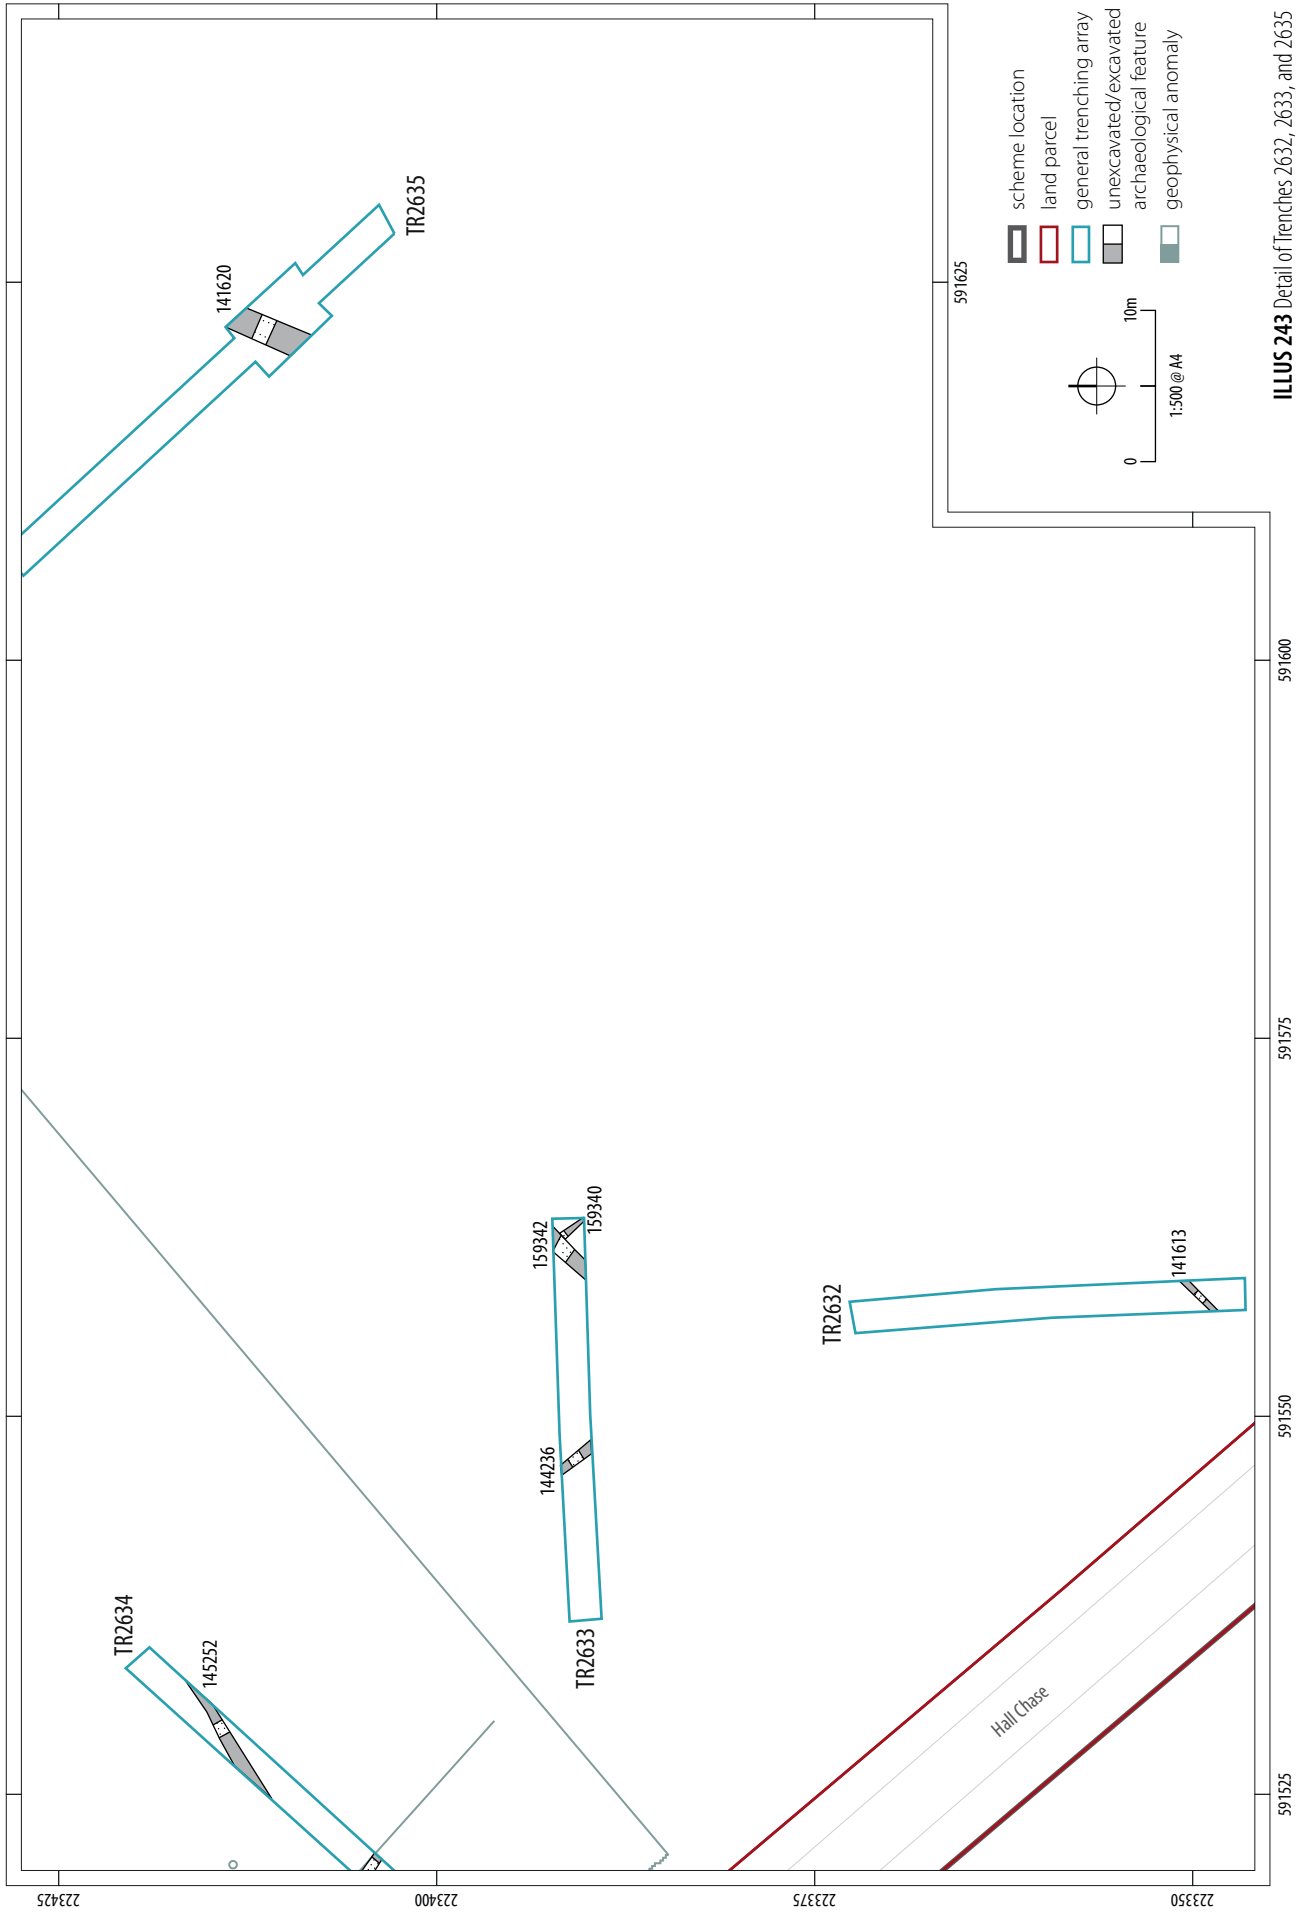 223425
223400
223375
223350
591525
591550
591575
591600
591625
TR2634
145252
TR2633
144236
159342
159340
TR2632
141613
141620
TR2635
Hall Chase
scheme location
land parcel
general trenching array
unexcavated/excavated
archaeological feature
geophysical anomaly
0
10m
1:500 @ A4
ILLUS 243 Detail of Trenches 2632, 2633, and 2635